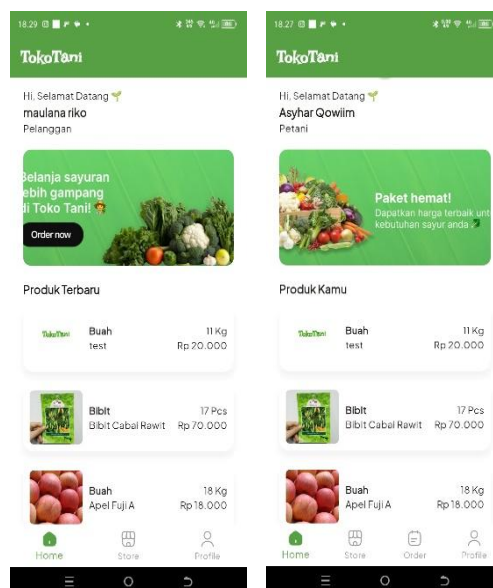 18.29
TokoTani
Hi, Selamat Datang 🌱
maulana riko
Pelanggan
Belanja sayuran
lebih gampang
di Toko Tani!
Order now
Produk Terbaru
TokoTani
Buah
11 Kg
test
Rp 20.000
Bibit
17 Pcs
Bibit Cabai Rawit
Rp 70.000
Buah
18 Kg
Apel Fuji A
Rp 18.000
Home
Store
Profile
18.27
TokoTani
Hi, Selamat Datang 🌱
Asyhar Qowiim
Petani
Paket hemat!
Dapatkan harga terbaik unt
kebutuhan sayur anda
Produk Kamu
TokoTani
Buah
11 Kg
test
Rp 20.000
Bibit
17 Pcs
Bibit Cabai Rawit
Rp 70.000
Buah
18 Kg
Apel Fuji A
Rp 18.000
Home
Store
Order
Profile